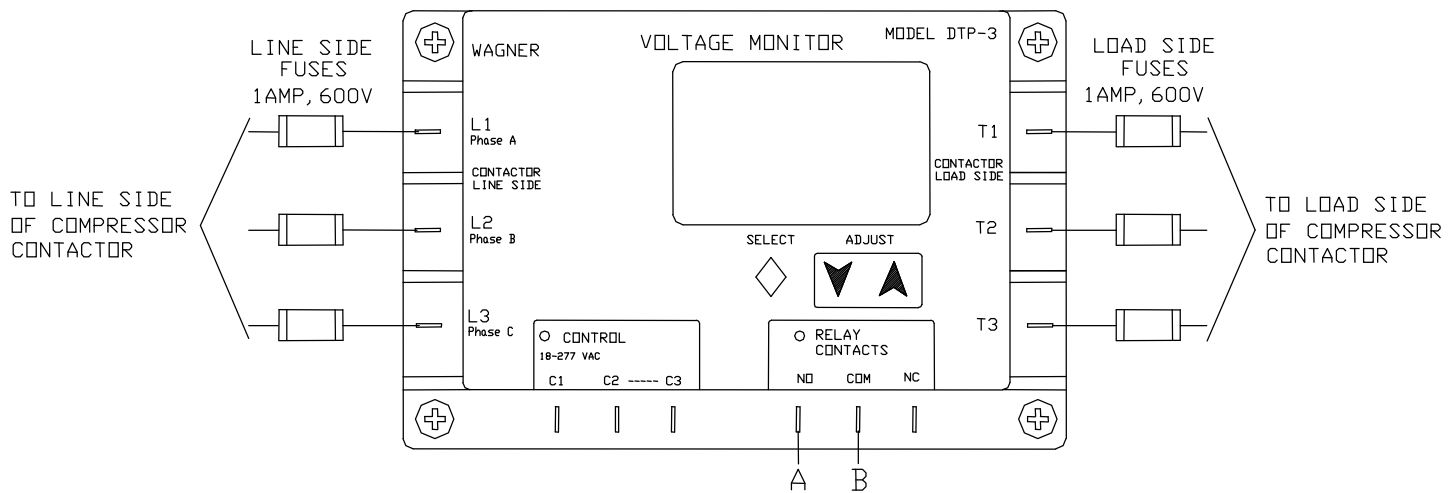 WAGNER
VOLTAGE MONITOR
MODEL DTP-3
LINE SIDE
FUSES
1AMP, 600V
LOAD SIDE
FUSES
1AMP, 600V
L1
Phase A
CONTACTOR
LINE SIDE
L2
Phase B
L3
Phase C
TO LINE SIDE
OF COMPRESSOR
CONTACTOR
T1
CONTACTOR
LOAD SIDE
T2
T3
TO LOAD SIDE
OF COMPRESSOR
CONTACTOR
SELECT
ADJUST
CONTROL
18-277 VAC
C1 C2 ----- C3
RELAY
CONTACTS
NO COM NC
A B